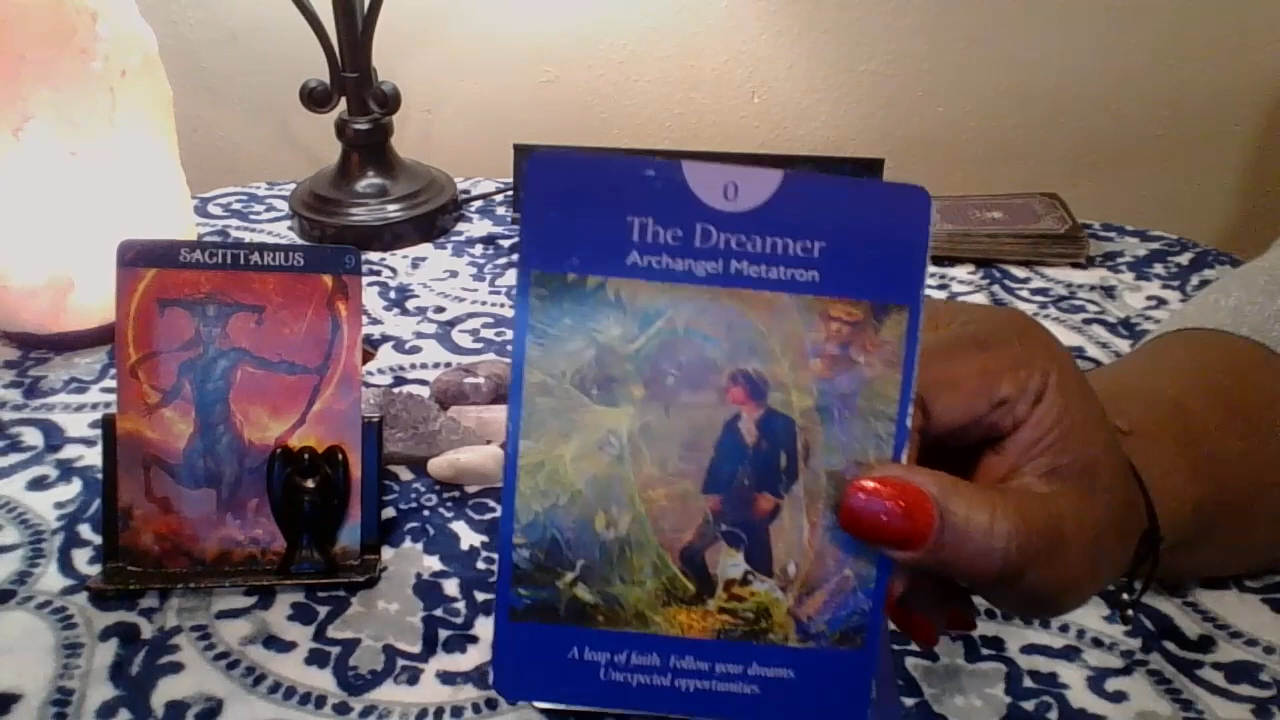 SAGITTARIUS 9
0
The Dreamer
Archangel Metatron
A leap of faith. Follow your dreams.
Unexpected opportunities.